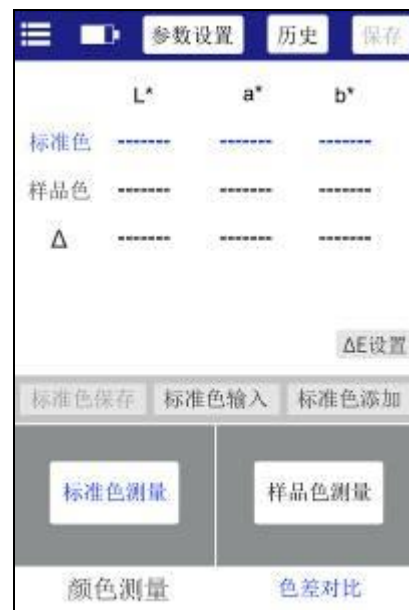 参数设置 历史 保存
L* a* b*
标准色 ------- ------- -------
样品色 ------- ------- -------
Δ ------- ------- -------
ΔE设置
标准色保存 标准色输入 标准色添加
标准色测量 样品色测量
颜色测量 色差对比